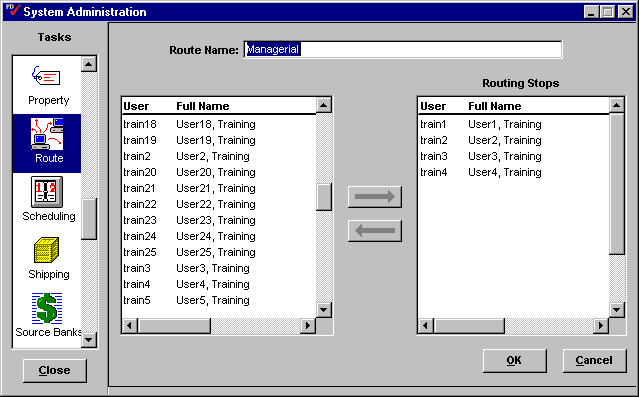 System Administration
Tasks
Property
Route
Scheduling
Shipping
Source Banks
Close
Route Name: Managerial
User Full Name
train18 User18, Training
train19 User19, Training
train2 User2, Training
train20 User20, Training
train21 User21, Training
train22 User22, Training
train23 User23, Training
train24 User24, Training
train25 User25, Training
train3 User3, Training
train4 User4, Training
train5 User5, Training
Routing Stops
User Full Name
train1 User1, Training
train2 User2, Training
train3 User3, Training
train4 User4, Training
OK
Cancel